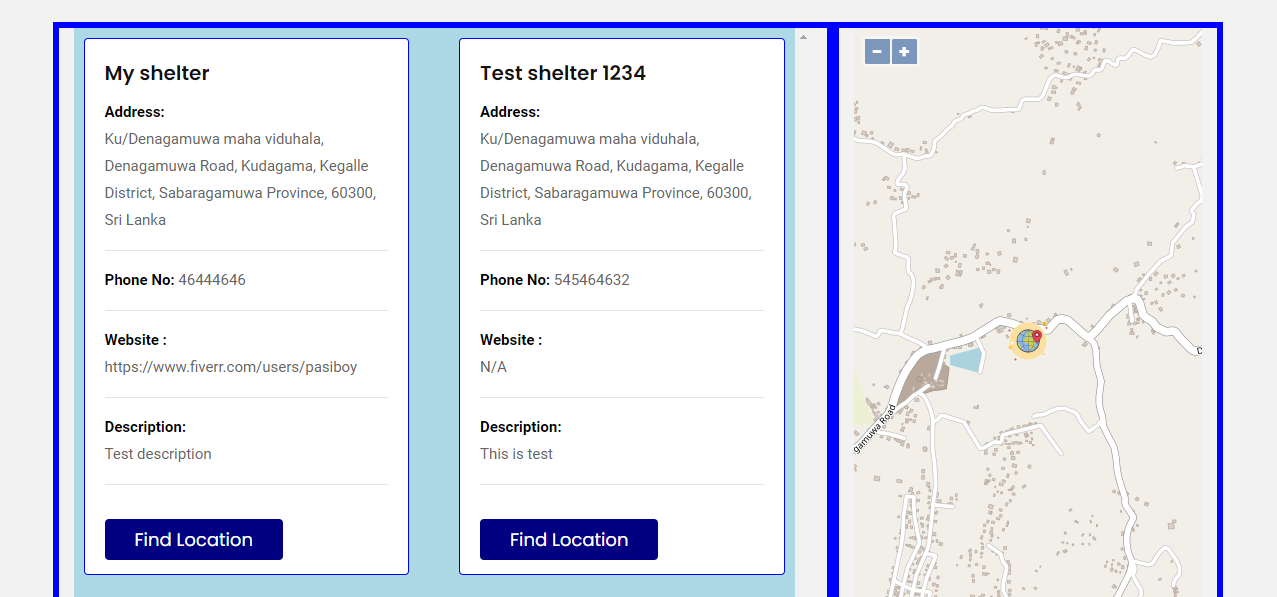 My shelter
Address:
Ku/Denagamuwa maha viduhala,
Denagamuwa Road, Kudagama, Kegalle
District, Sabaragamuwa Province, 60300,
Sri Lanka
Phone No: 46444646
Website :
https://www.fiverr.com/users/pasiboy
Description:
Test description
Find Location
Test shelter 1234
Address:
Ku/Denagamuwa maha viduhala,
Denagamuwa Road, Kudagama, Kegalle
District, Sabaragamuwa Province, 60300,
Sri Lanka
Phone No: 545464632
Website :
N/A
Description:
This is test
Find Location
− +
gamuwa Road